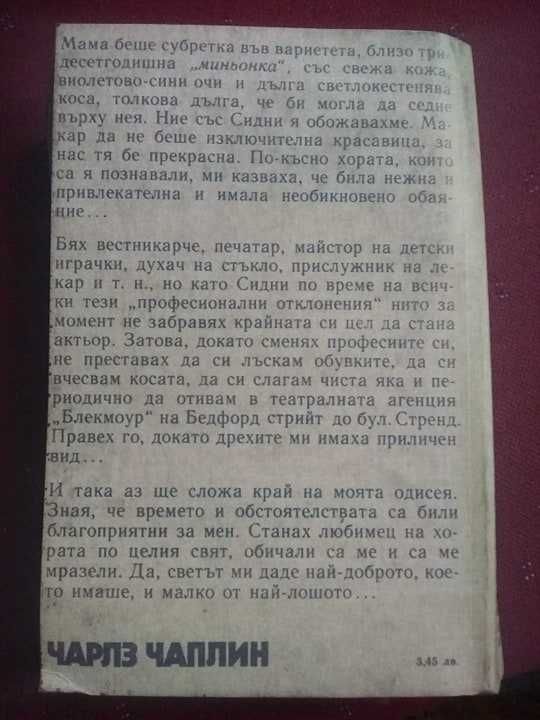 Мама беше субретка във вариетета, близо три-
десетгодишна „миньонка“, със свежа кожа,
виолетово-сини очи и дълга светлокестенява
коса, толкова дълга, че би могла да седне
върху нея. Ние със Сидни я обожавахме. Ма-
кар да не беше изключителна красавица, за
нас тя бе прекрасна. По-късно хората, които
са я познавали, ми казваха, че била нежна и
привлекателна и имала необикновено обая-
ние...
Бях вестникарче, печатар, майстор на детски
играчки, духач на стъкло, прислужник на ле-
кар и т. н., но като Сидни по време на всич-
ки тези „професионални отклонения“ нито за
момент не забравях крайната си цел да стана
актьор. Затова, докато сменях професиите си,
не преставах да си лъскам обувките, да си
вчесвам косата, да си слагам чиста яка и пе-
риодично да отивам в театралната агенция
„Блекмоур“ на Бедфорд стрийт до бул. Стренд.
Правех го, докато дрехите ми имаха приличен
вид...
И така аз ще сложа край на моята одисея.
Зная, че времето и обстоятелствата са били
благоприятни за мен. Станах любимец на хо-
рата по целия свят, обичали са ме и са ме
мразели. Да, светът ми даде най-доброто, кое-
то имаше, и малко от най-лошото...
ЧАРЛЗ ЧАПЛИН
3,45 лв.